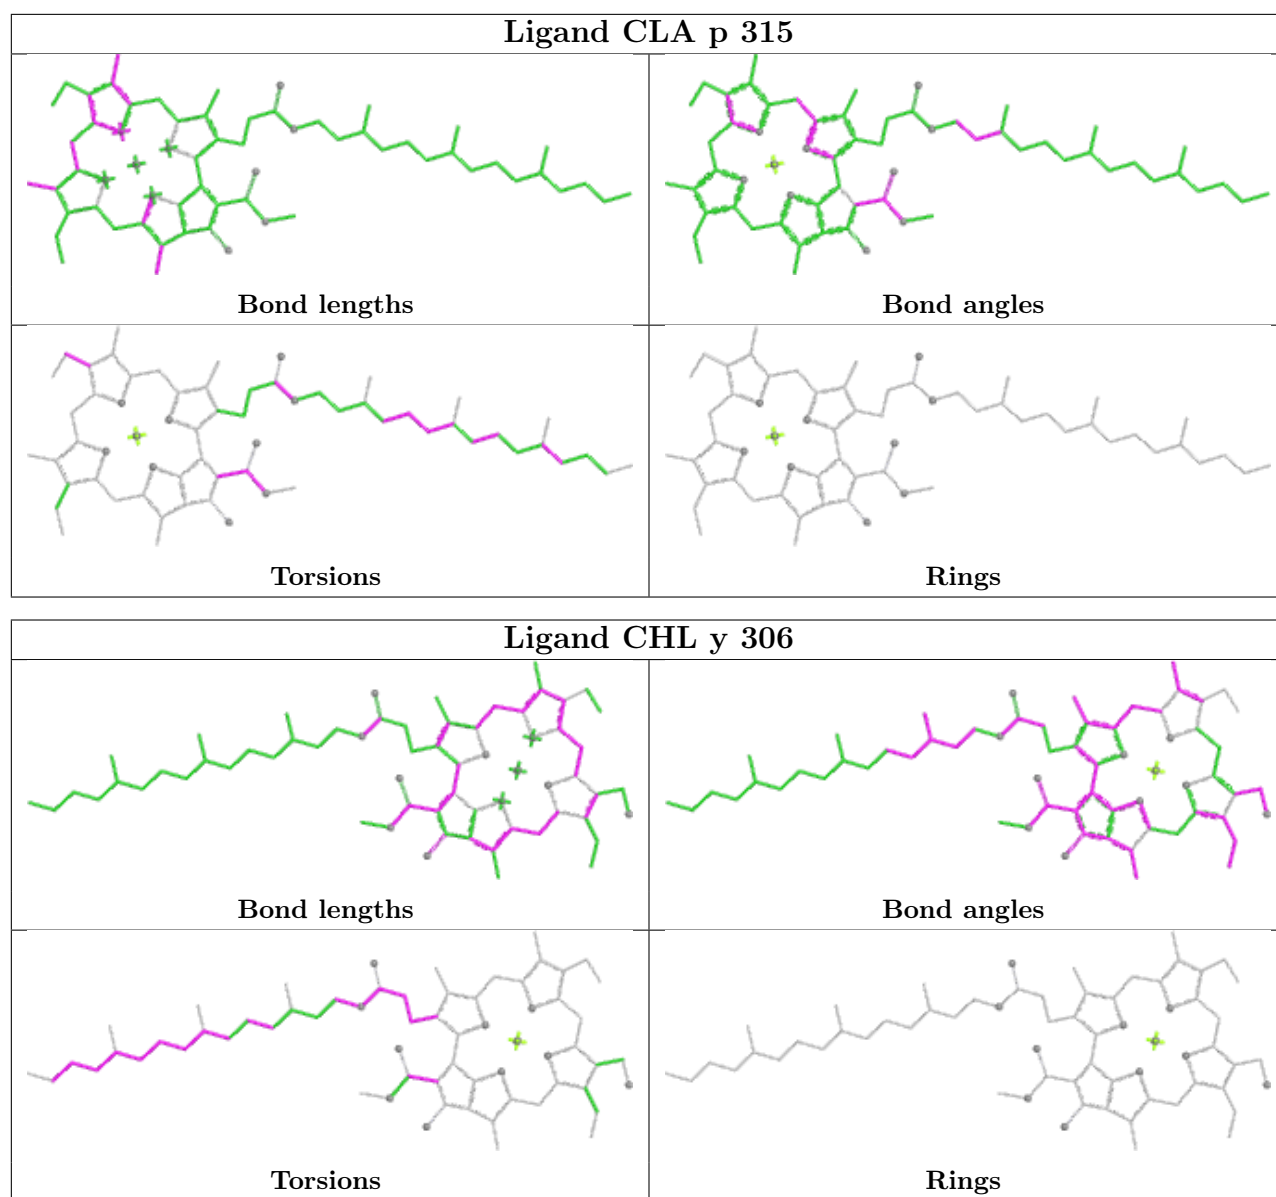 Ligand CLA p 315
Bond lengths
Bond angles
Torsions
Rings
Ligand CHL y 306
Bond lengths
Bond angles
Torsions
Rings